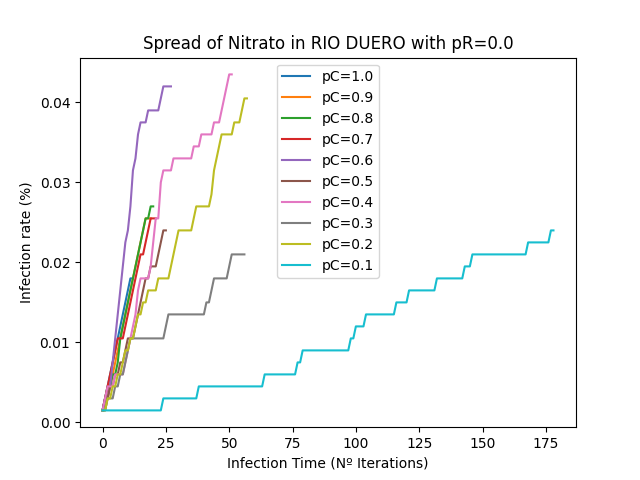 Spread of Nitrato in RIO DUERO with pR=0.0
Infection rate (%)
0.04
0.03
0.02
0.01
0.00
pC=1.0
pC=0.9
pC=0.8
pC=0.7
pC=0.6
pC=0.5
pC=0.4
pC=0.3
pC=0.2
pC=0.1
0 25 50 75 100 125 150 175
Infection Time (Nº Iterations)